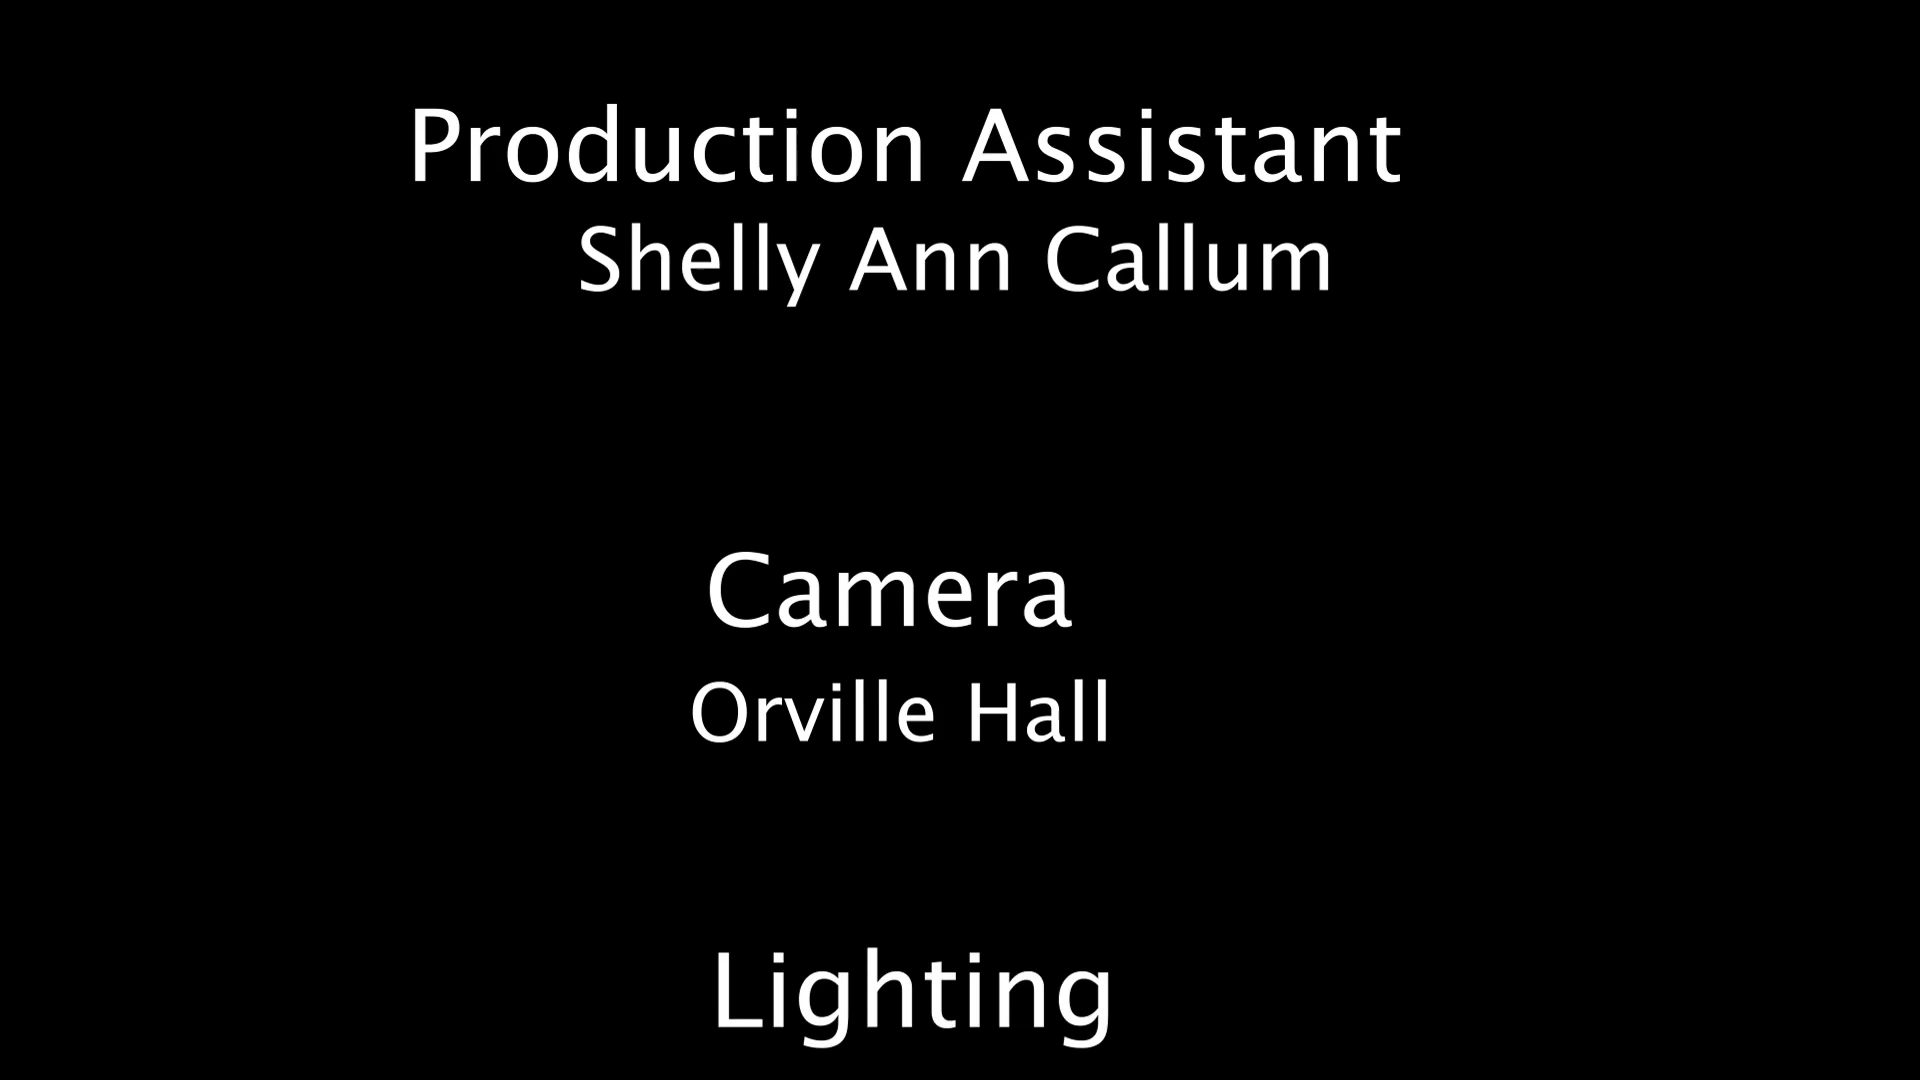 Production Assistant
Shelly Ann Callum
Camera
Orville Hall
Lighting